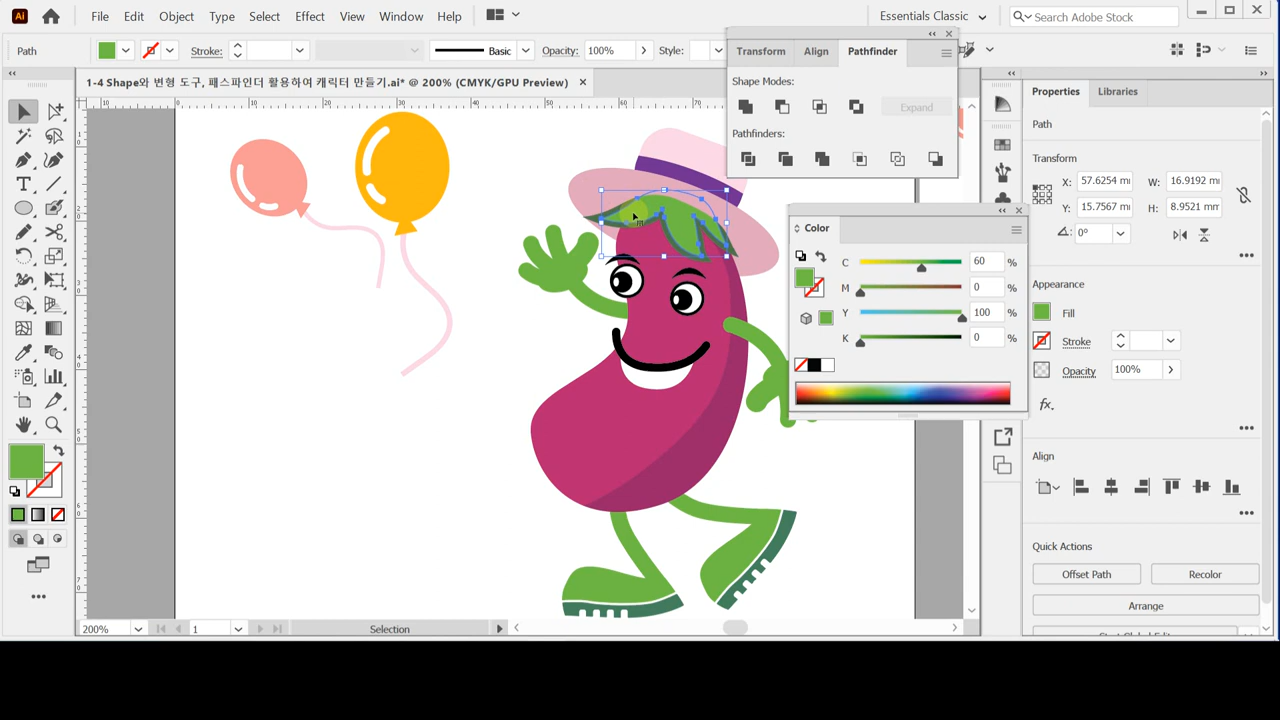 Ai File Edit Object Type Select Effect View Window Help Essentials Classic Search Adobe Stock
Path Stroke: Basic Opacity: 100% Style:
Transform Align Pathfinder
1-4 Shape와 변형 도구, 패스파인더 활용하여 캐릭터 만들기.ai* @ 200% (CMYK/GPU Preview)
Shape Modes:
Expand
Pathfinders:
Properties Libraries
Path
Transform
X: 57.6254 mm W: 16.9192 mm
Y: 15.7567 mm H: 8.9521 mm
0°
Color
C 60 %
M 0 %
Y 100 %
K 0 %
Appearance
Fill
Stroke
Opacity 100%
fx
Align
Quick Actions
Offset Path Recolor
Arrange
200% 1 Selection